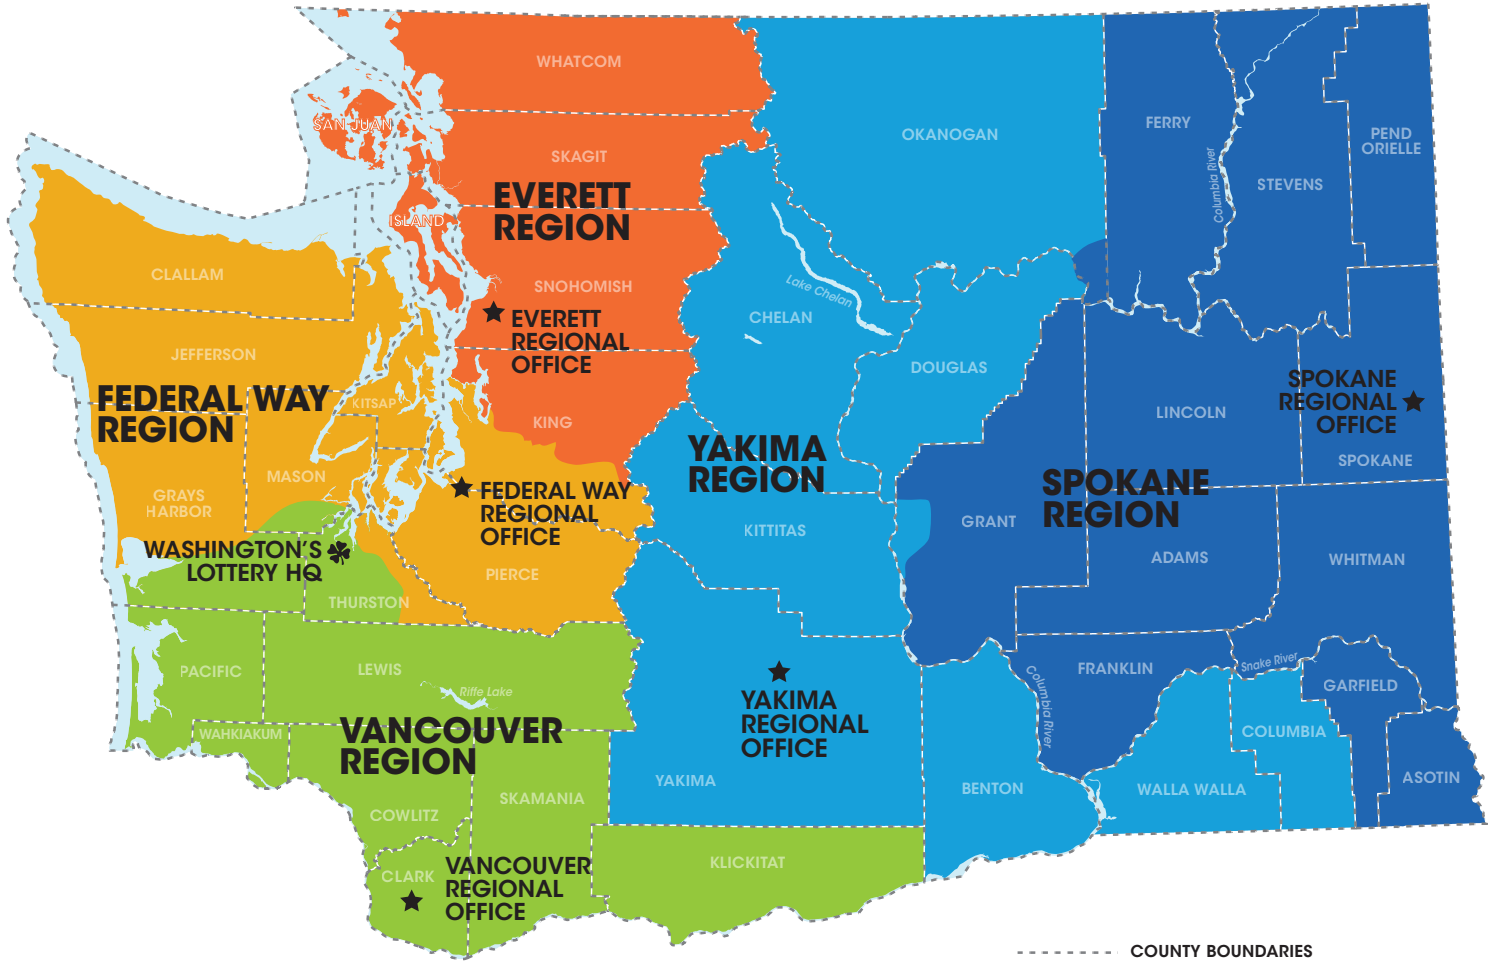 WHATCOM
SAN JUAN
SKAGIT
EVERETT
REGION
ISLAND
SNOHOMISH
EVERETT
REGIONAL
OFFICE
KING
CLALLAM
JEFFERSON
FEDERAL WAY
REGION
KITSAP
MASON
GRAYS
HARBOR
FEDERAL WAY
REGIONAL
OFFICE
PIERCE
WASHINGTON'S
LOTTERY HQ
THURSTON
PACIFIC
LEWIS
Riffe Lake
VANCOUVER
REGION
WAHKIAKUM
COWLITZ
SKAMANIA
CLARK
VANCOUVER
REGIONAL
OFFICE
KLICKITAT
OKANOGAN
Lake Chelan
CHELAN
DOUGLAS
YAKIMA
REGION
KITTITAS
YAKIMA
REGIONAL
OFFICE
YAKIMA
BENTON
WALLA WALLA
COLUMBIA
FERRY
Columbia River
STEVENS
PEND
ORIELLE
SPOKANE
REGIONAL
OFFICE
LINCOLN
SPOKANE
SPOKANE
REGION
GRANT
ADAMS
WHITMAN
FRANKLIN
Columbia River
Snake River
GARFIELD
ASOTIN
COUNTY BOUNDARIES